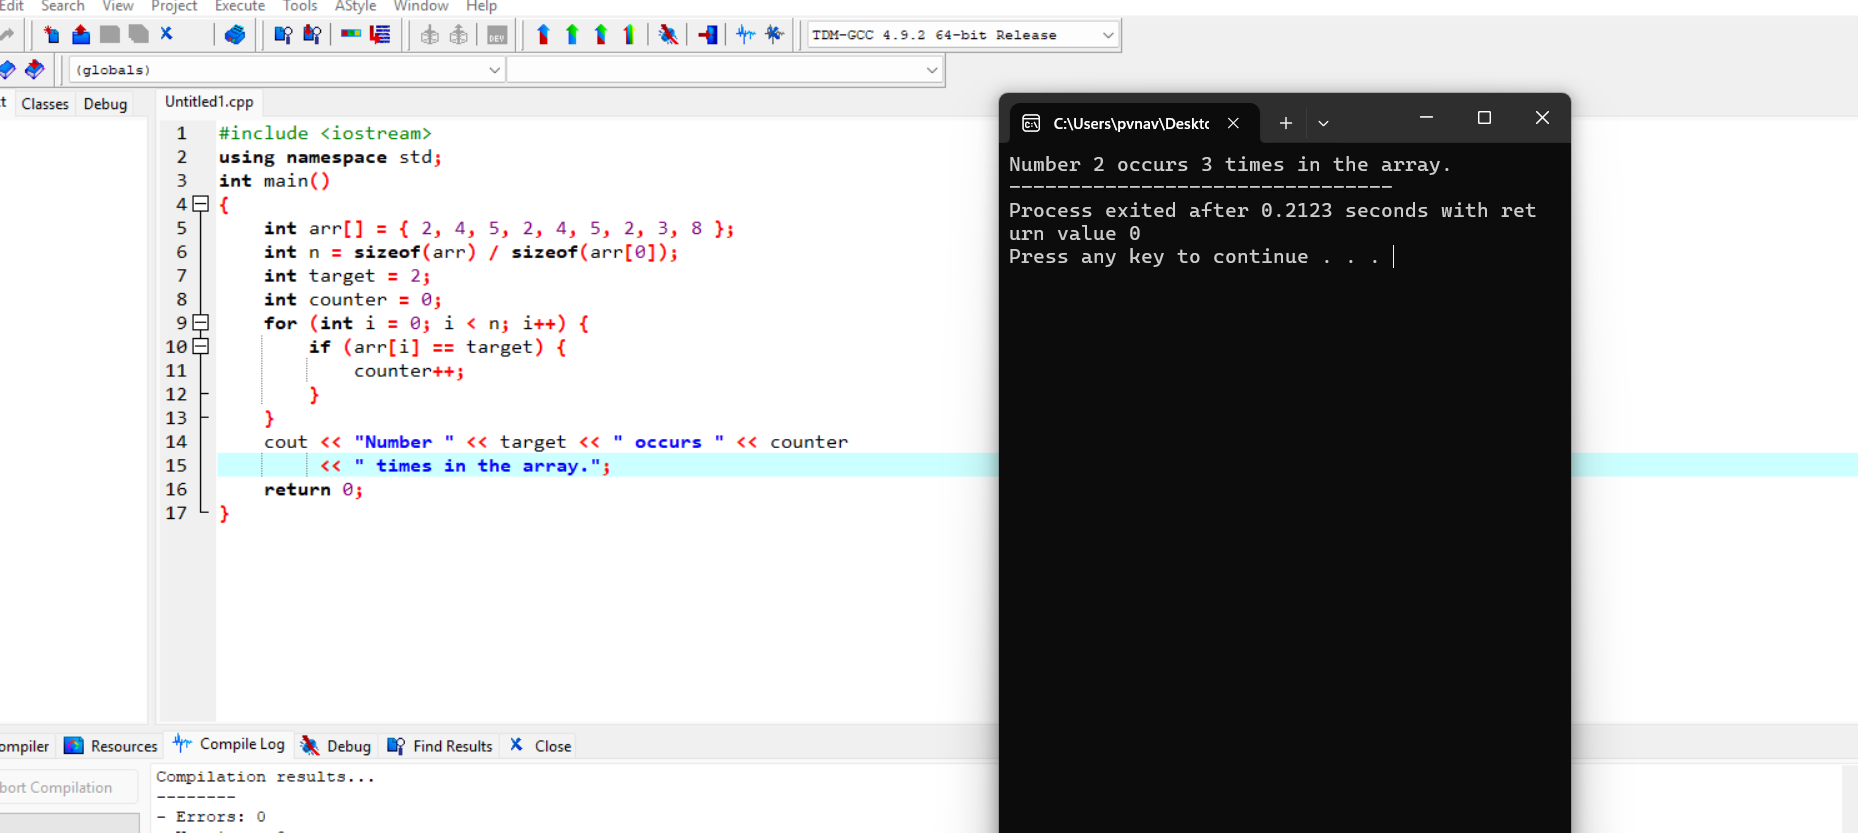 Edit Search View Project Execute Tools AStyle Window Help
TDM-GCC 4.9.2 64-bit Release
(globals)
Classes Debug
Untitled1.cpp
1 #include <iostream>
2 using namespace std;
3 int main()
4 {
5 int arr[] = { 2, 4, 5, 2, 4, 5, 2, 3, 8 };
6 int n = sizeof(arr) / sizeof(arr[0]);
7 int target = 2;
8 int counter = 0;
9 for (int i = 0; i < n; i++) {
10 if (arr[i] == target) {
11 counter++;
12 }
13 }
14 cout << "Number " << target << " occurs " << counter
15 << " times in the array.";
16 return 0;
17 }
C:\Users\pvnav\Deskto
Number 2 occurs 3 times in the array.
--------------------------------
Process exited after 0.2123 seconds with ret
urn value 0
Press any key to continue . . .
ompiler Resources Compile Log Debug Find Results Close
bort Compilation
Compilation results...
--------
- Errors: 0